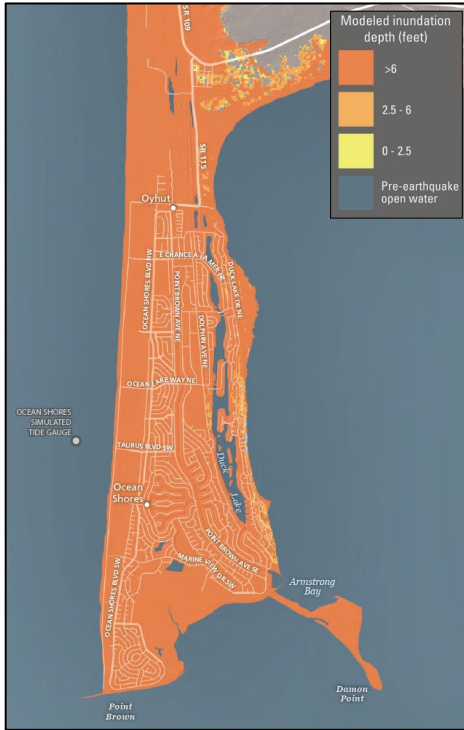 Modeled inundation
depth (feet)
>6
2.5 - 6
0 - 2.5
Pre-earthquake
open water
SR 109
SR 115
Oyhut
E CHANCE A LA MER NE
OCEAN SHORES BLVD NW
POINT BROWN AVE NE
DUCK LAKE DR NE
DOLPHIN AVE NE
OCEAN LAKE WAY NE
OCEAN SHORES
SIMULATED
TIDE GAUGE
TAURUS BLVD SW
Duck
Lake
Ocean
Shores
POINT BROWN AVE SE
MARINE VIEW DR SW
OCEAN SHORES BLVD SW
Armstrong
Bay
Damon
Point
Point
Brown